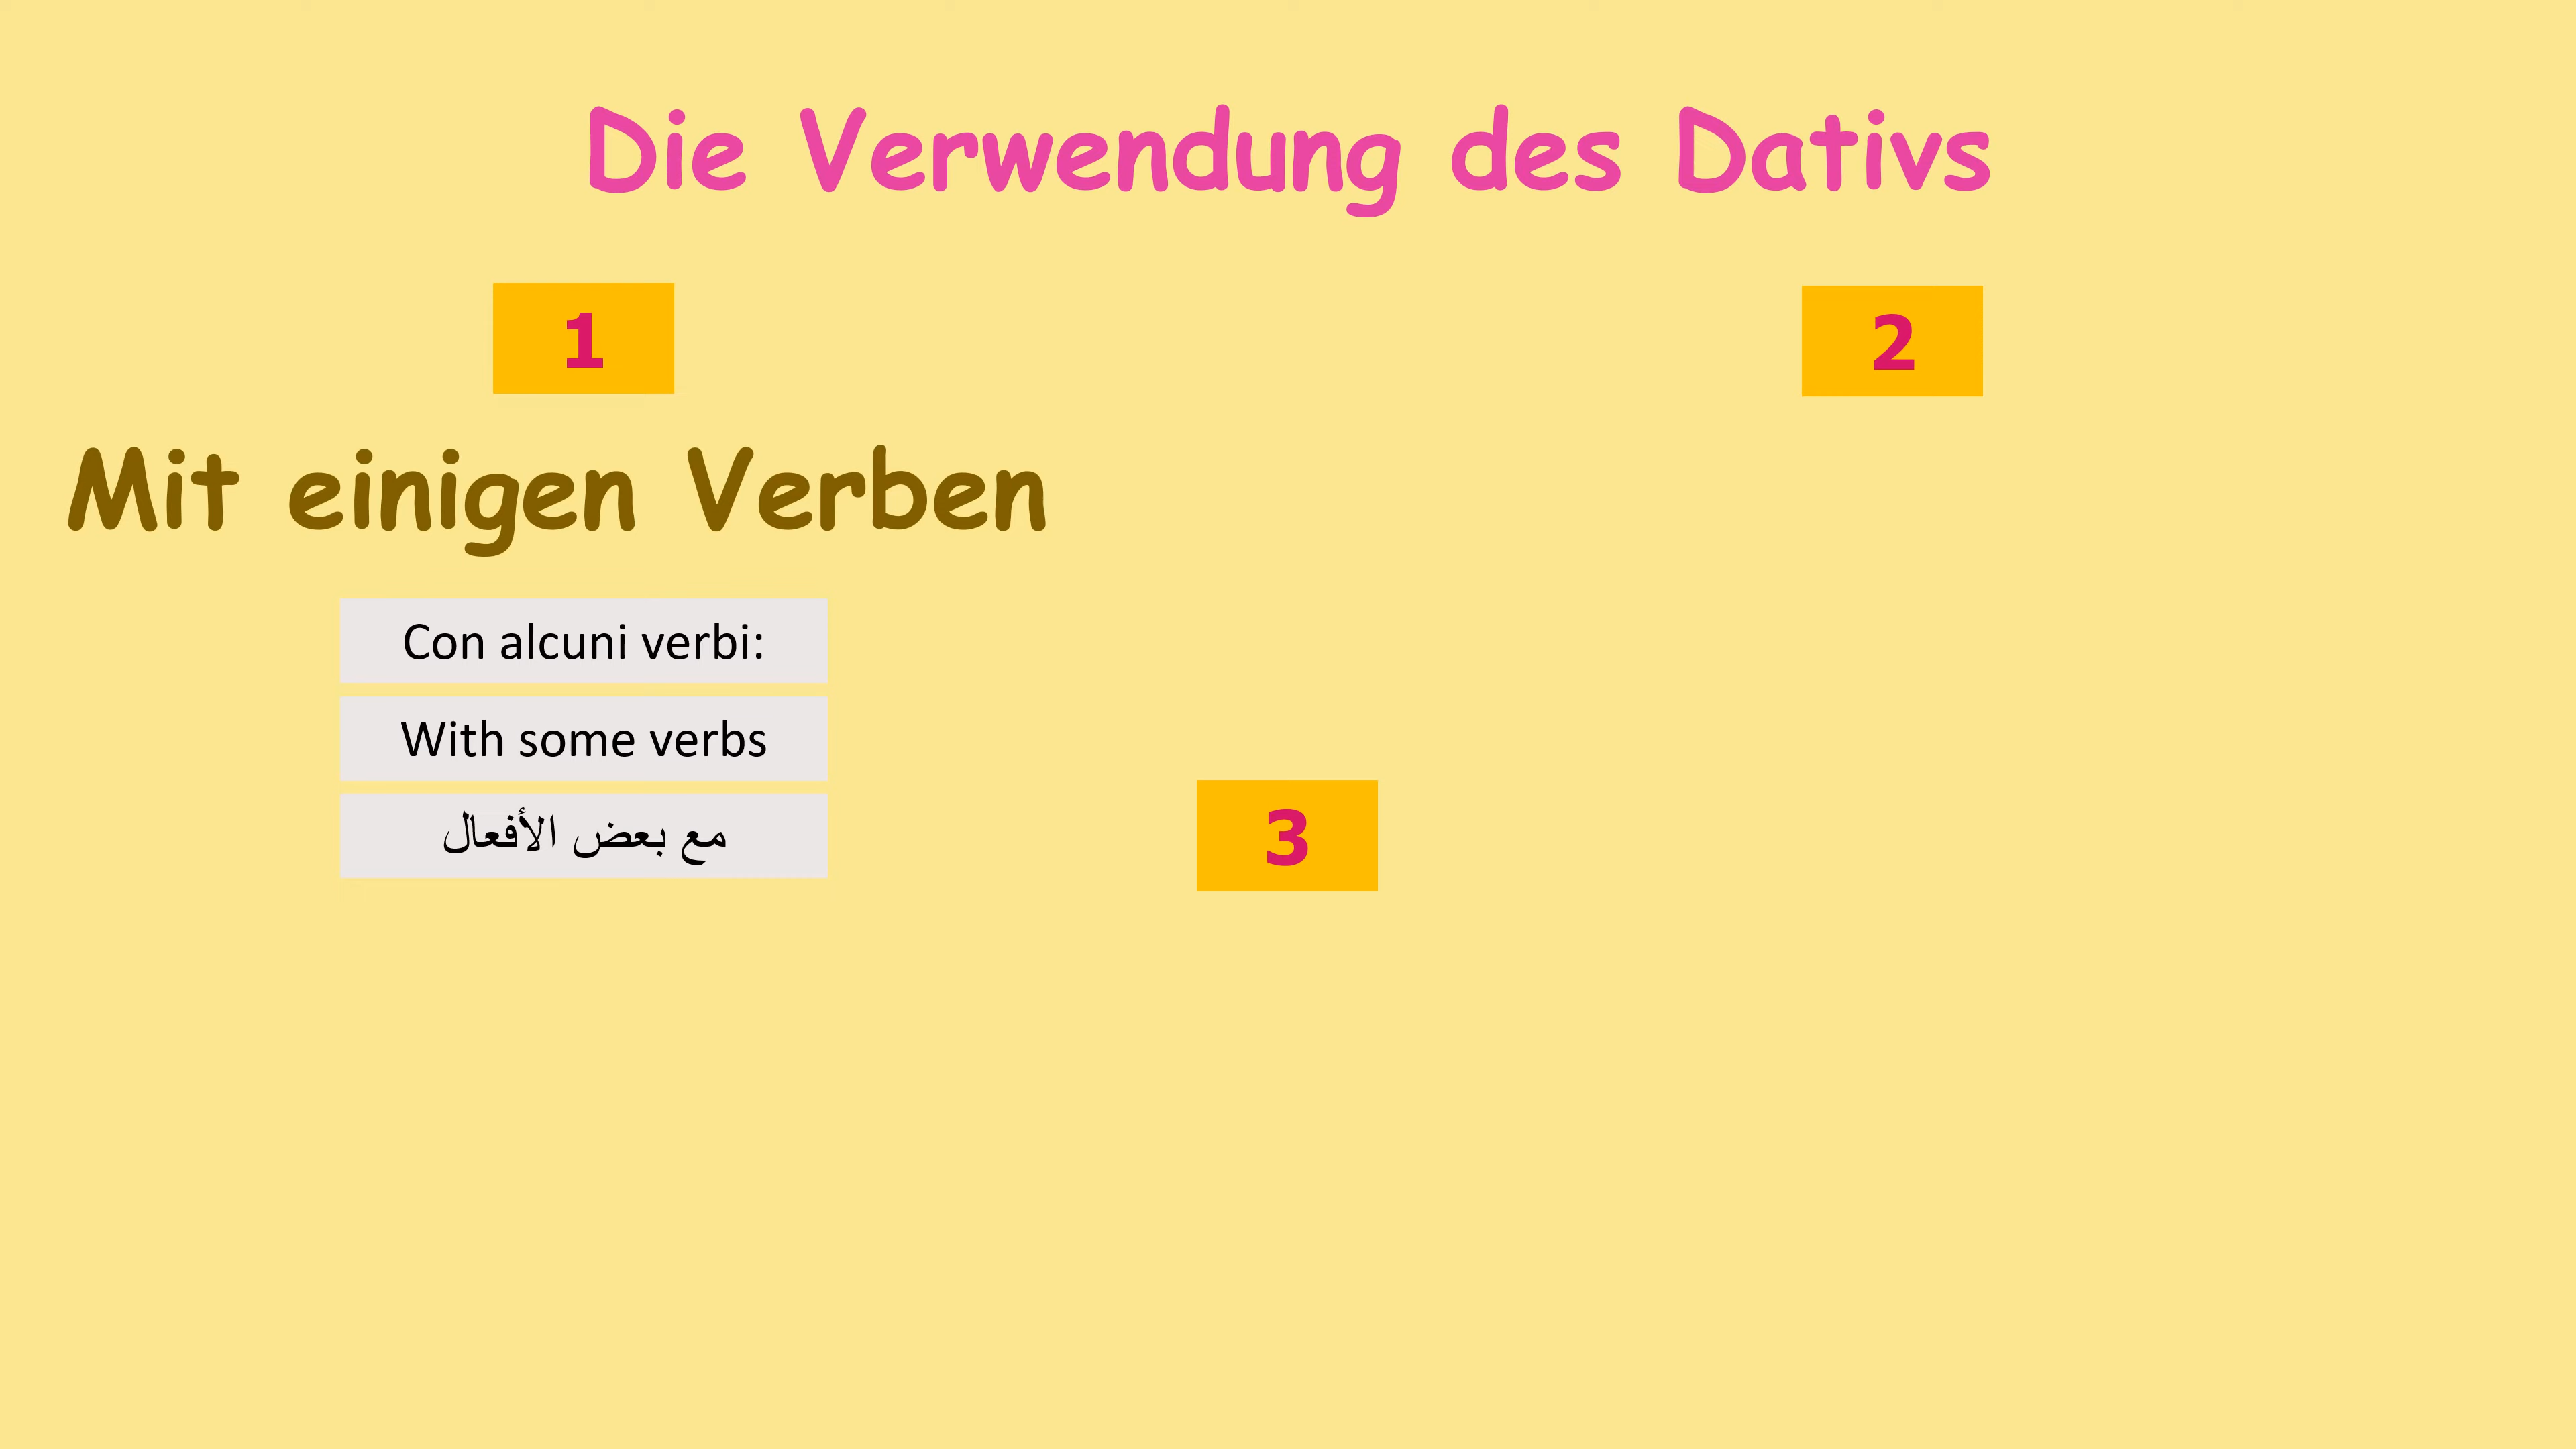 Die Verwendung des Dativs
1
2
Mit einigen Verben
Con alcuni verbi:
With some verbs
مع بعض الأفعال
3